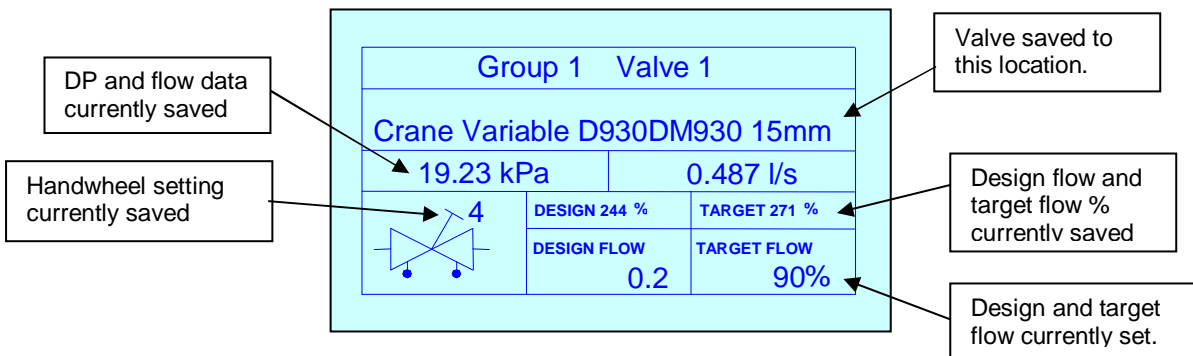 DP and flow data
currently saved
Handwheel setting
currently saved
Group 1 Valve 1
Crane Variable D930DM930 15mm
19.23 kPa 0.487 l/s
4
DESIGN 244 % TARGET 271 %
DESIGN FLOW TARGET FLOW
0.2 90%
Valve saved to
this location.
Design flow and
target flow %
currently saved
Design and target
flow currently set.